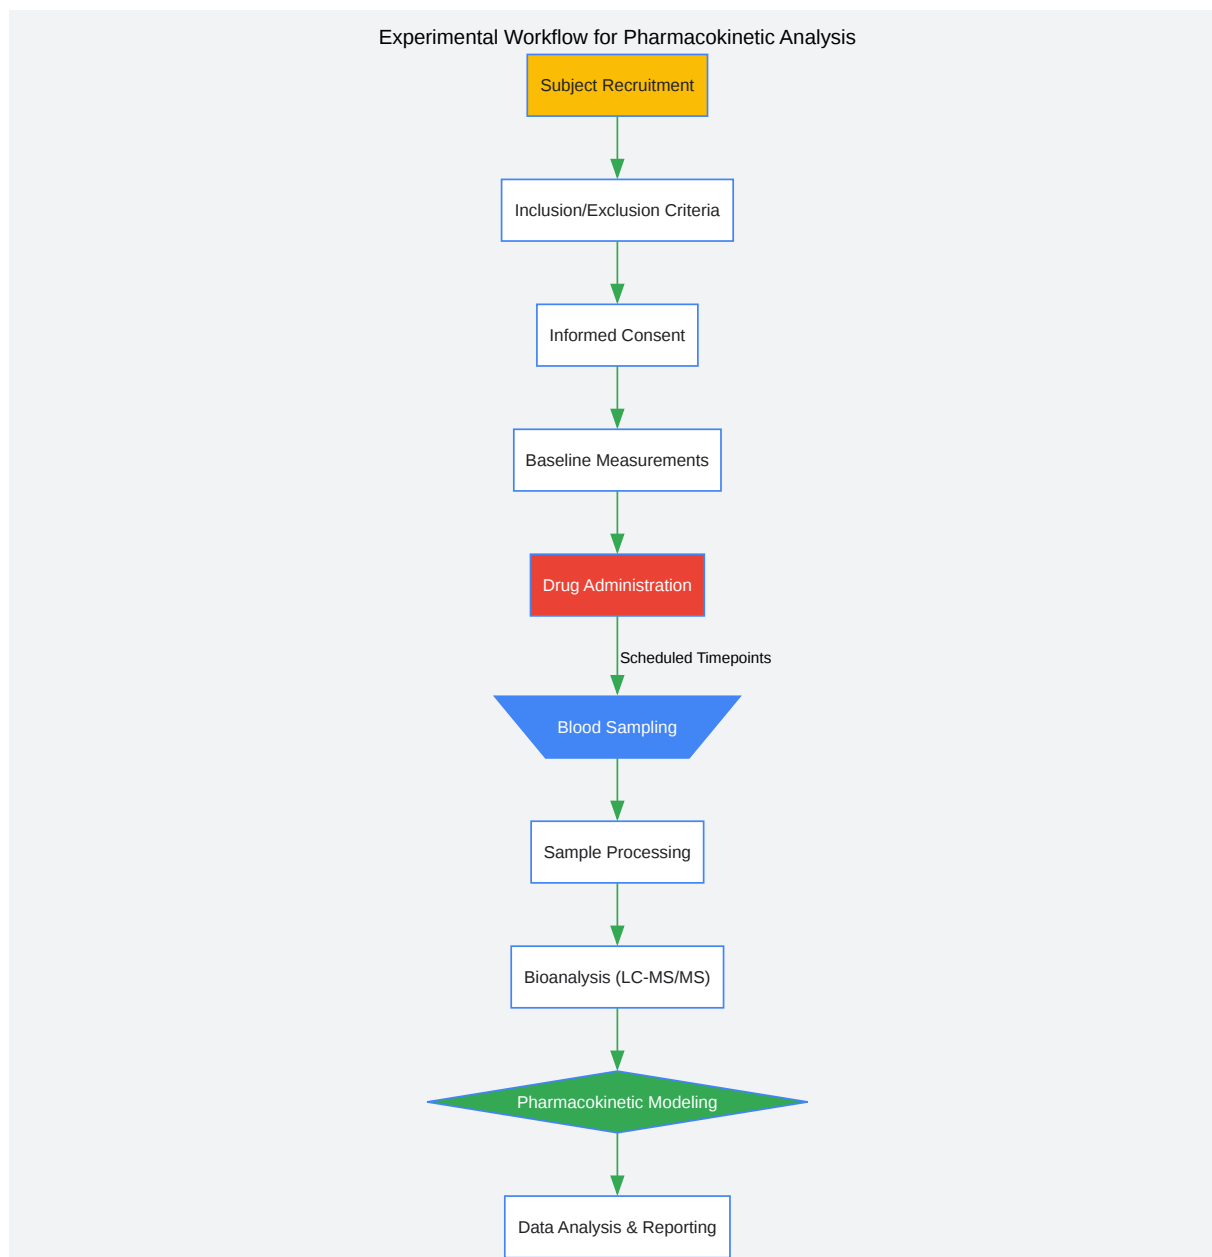 Experimental Workflow for Pharmacokinetic Analysis
Subject Recruitment
Inclusion/Exclusion Criteria
Informed Consent
Baseline Measurements
Drug Administration
Scheduled Timepoints
Blood Sampling
Sample Processing
Bioanalysis (LC-MS/MS)
Pharmacokinetic Modeling
Data Analysis & Reporting